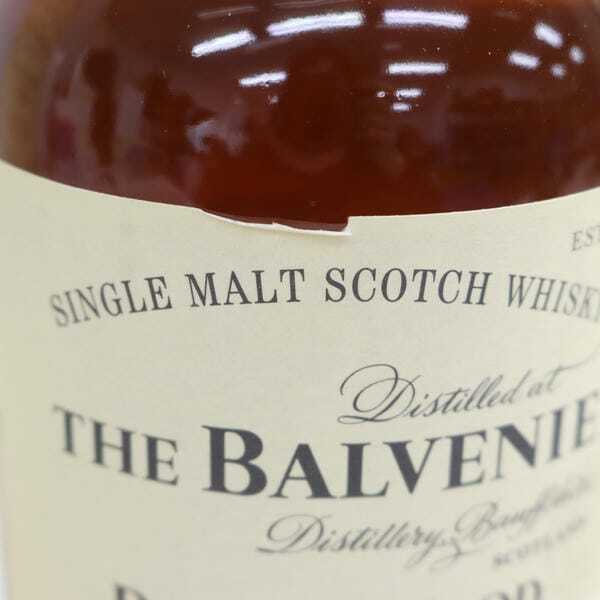 EST
SINGLE MALT SCOTCH WHISKY
Distilled at
THE BALVENIE
Distillery, Banffshire
SCOTLAND